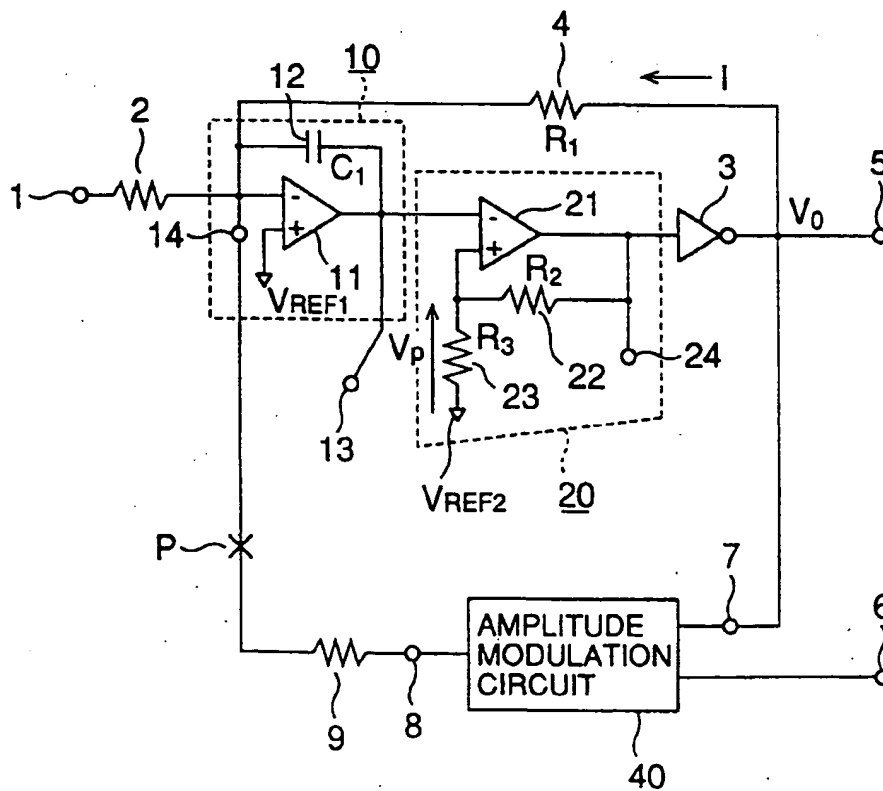 4
10
I
12
2
R1
3
5
C1
21
1
-
-
V0
14
+
+
11
R2
VREF1
Vp
R3
22
24
23
13
VREF2
20
P
7
6
AMPLITUDE
MODULATION
CIRCUIT
9
8
40